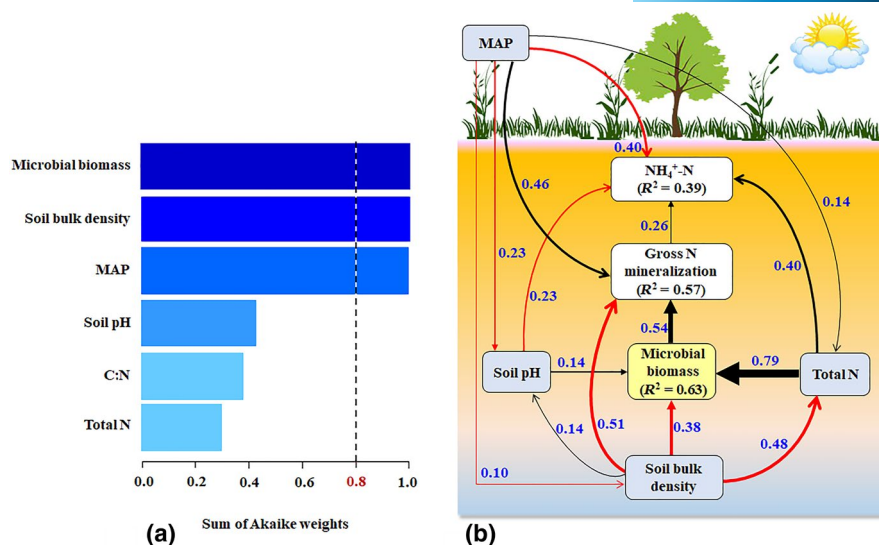 Microbial biomass
Soil bulk density
MAP
Soil pH
C:N
Total N
0.0
0.2
0.4
0.6
0.8
1.0
Sum of Akaike weights
(a)
MAP
0.40
NH₄⁺-N
(R² = 0.39)
0.46
0.14
0.26
0.23
Gross N
mineralization
(R² = 0.57)
0.40
0.23
0.54
Soil pH
0.14
Microbial
biomass
(R² = 0.63)
0.79
Total N
0.14
0.51
0.38
0.48
0.10
Soil bulk
density
(b)